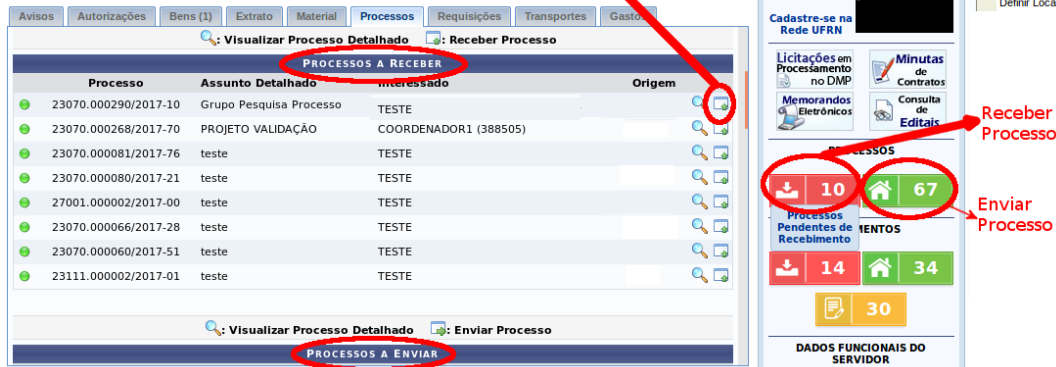 Avisos Autorizações Bens (1) Extrato Material Processos Requisições Transportes Gasto
: Visualizar Processo Detalhado : Receber Processo
PROCESSOS A RECEBER
Processo Assunto Detalhado Interessado Origem
23070.000290/2017-10 Grupo Pesquisa Processo TESTE
23070.000268/2017-70 PROJETO VALIDAÇÃO COORDENADOR1 (388505)
23070.000081/2017-76 teste TESTE
23070.000080/2017-21 teste TESTE
27001.000002/2017-00 teste TESTE
23070.000066/2017-28 teste TESTE
23070.000060/2017-51 teste TESTE
23111.000002/2017-01 teste TESTE
: Visualizar Processo Detalhado : Enviar Processo
PROCESSOS A ENVIAR
Cadastre-se na
Rede UFRN
Licitações em
Processamento
no DMP
Minutas
de
Contratos
Memorandos
Eletrônicos
Consulta
de
Editais
PROCESSOS
10 67
Processos
Pendentes de
Recebimento
MENTOS
14 34
30
DADOS FUNCIONAIS DO
SERVIDOR
Definir Loca
Receber
Processo
Enviar
Processo